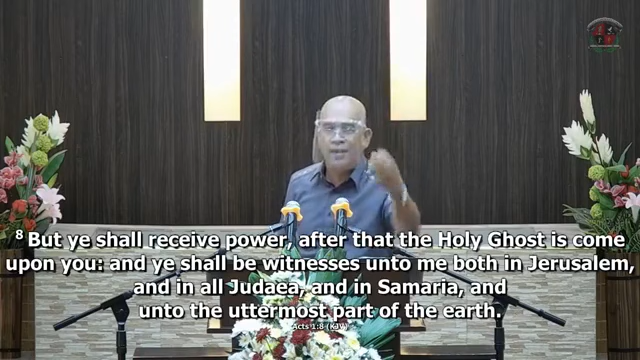 8 But ye shall receive power, after that the Holy Ghost is come
upon you: and ye shall be witnesses unto me both in Jerusalem,
and in all Judaea, and in Samaria, and
unto the uttermost part of the earth.
Acts 1:8 (KJV)